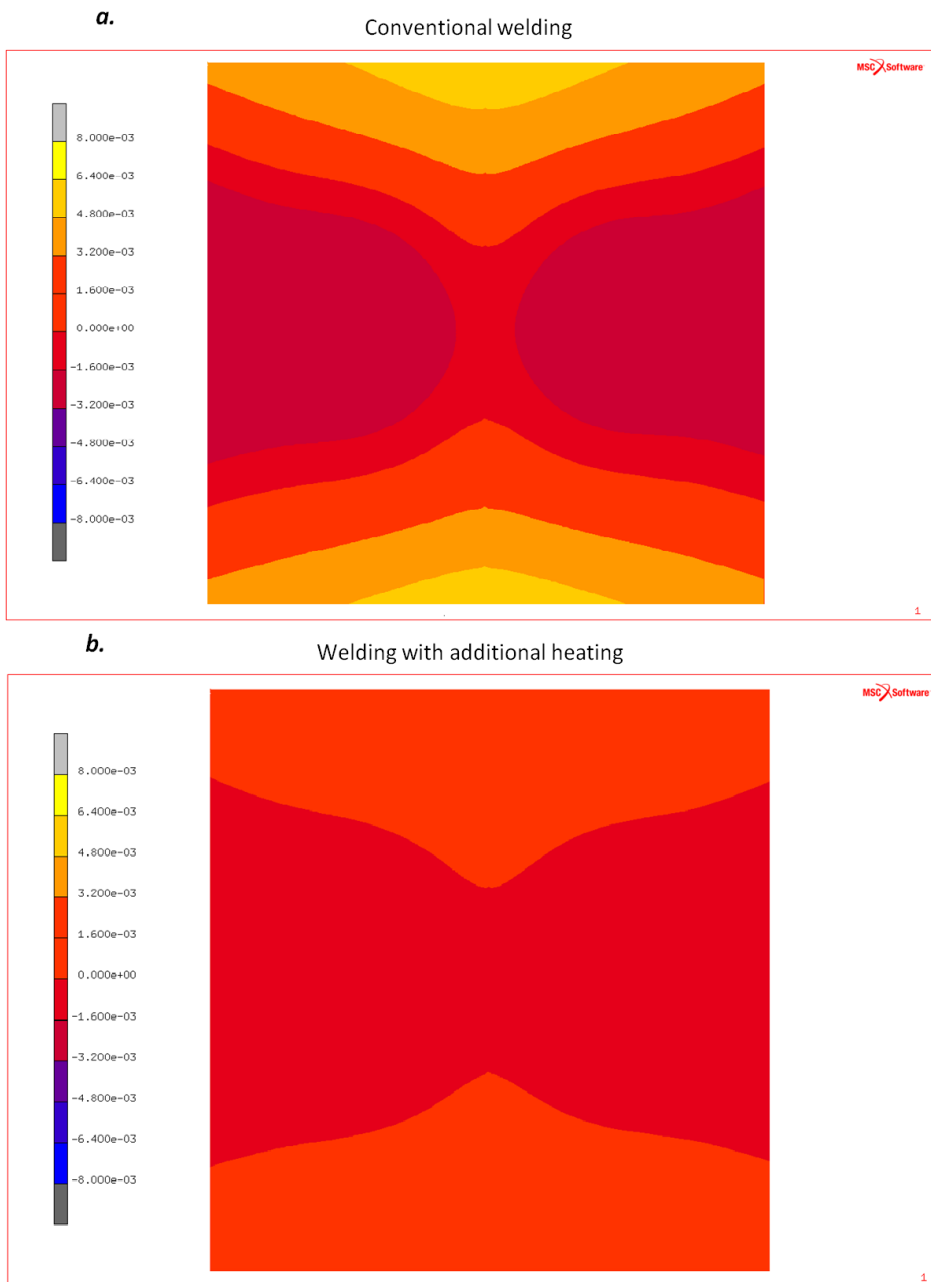 a.
Conventional welding
MSC Software
8.000e-03
6.400e-03
4.800e-03
3.200e-03
1.600e-03
0.000e+00
-1.600e-03
-3.200e-03
-4.800e-03
-6.400e-03
-8.000e-03
1
b.
Welding with additional heating
MSC Software
8.000e-03
6.400e-03
4.800e-03
3.200e-03
1.600e-03
0.000e+00
-1.600e-03
-3.200e-03
-4.800e-03
-6.400e-03
-8.000e-03
1